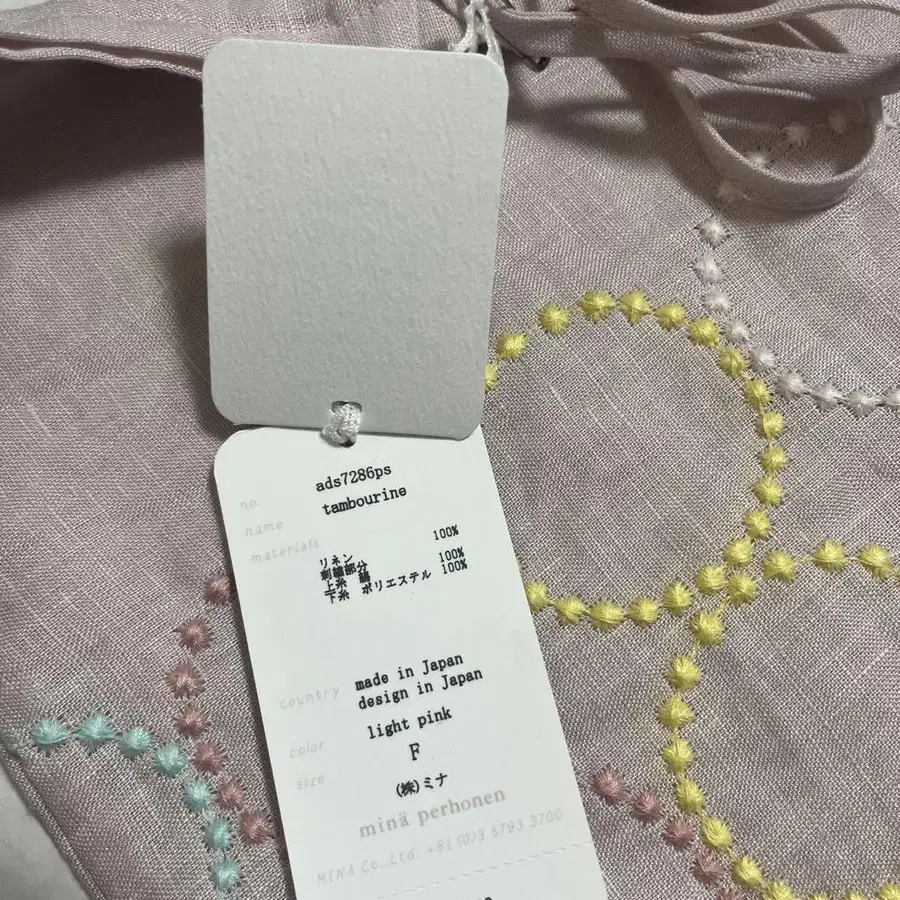 no. ads7286ps
name tambourine
materials
リネン 100%
刺繍部分
上糸 綿 100%
下糸 ポリエステル 100%
country made in Japan
design in Japan
color light pink
size F
(株)ミナ
minä perhonen
MINA Co.,Ltd. +81(0)3 5793 3700